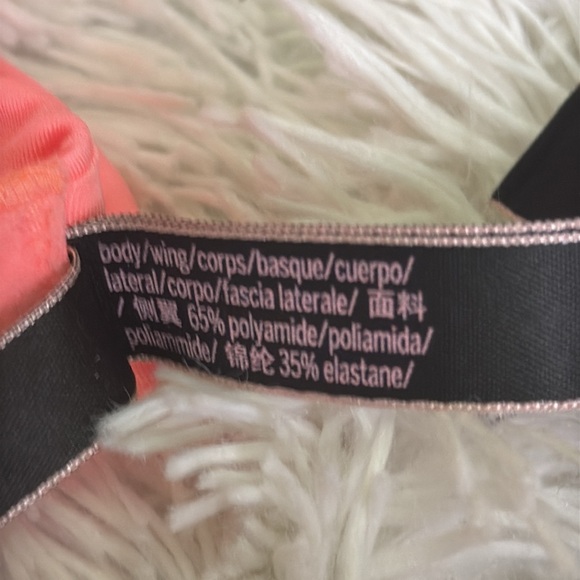 body/wing/corps/basque/cuerpo/
lateral/corpo/fascia laterale/ 面料
/ 侧翼 65% polyamide/poliamida/
poliammide/ 锦纶 35% elastane/